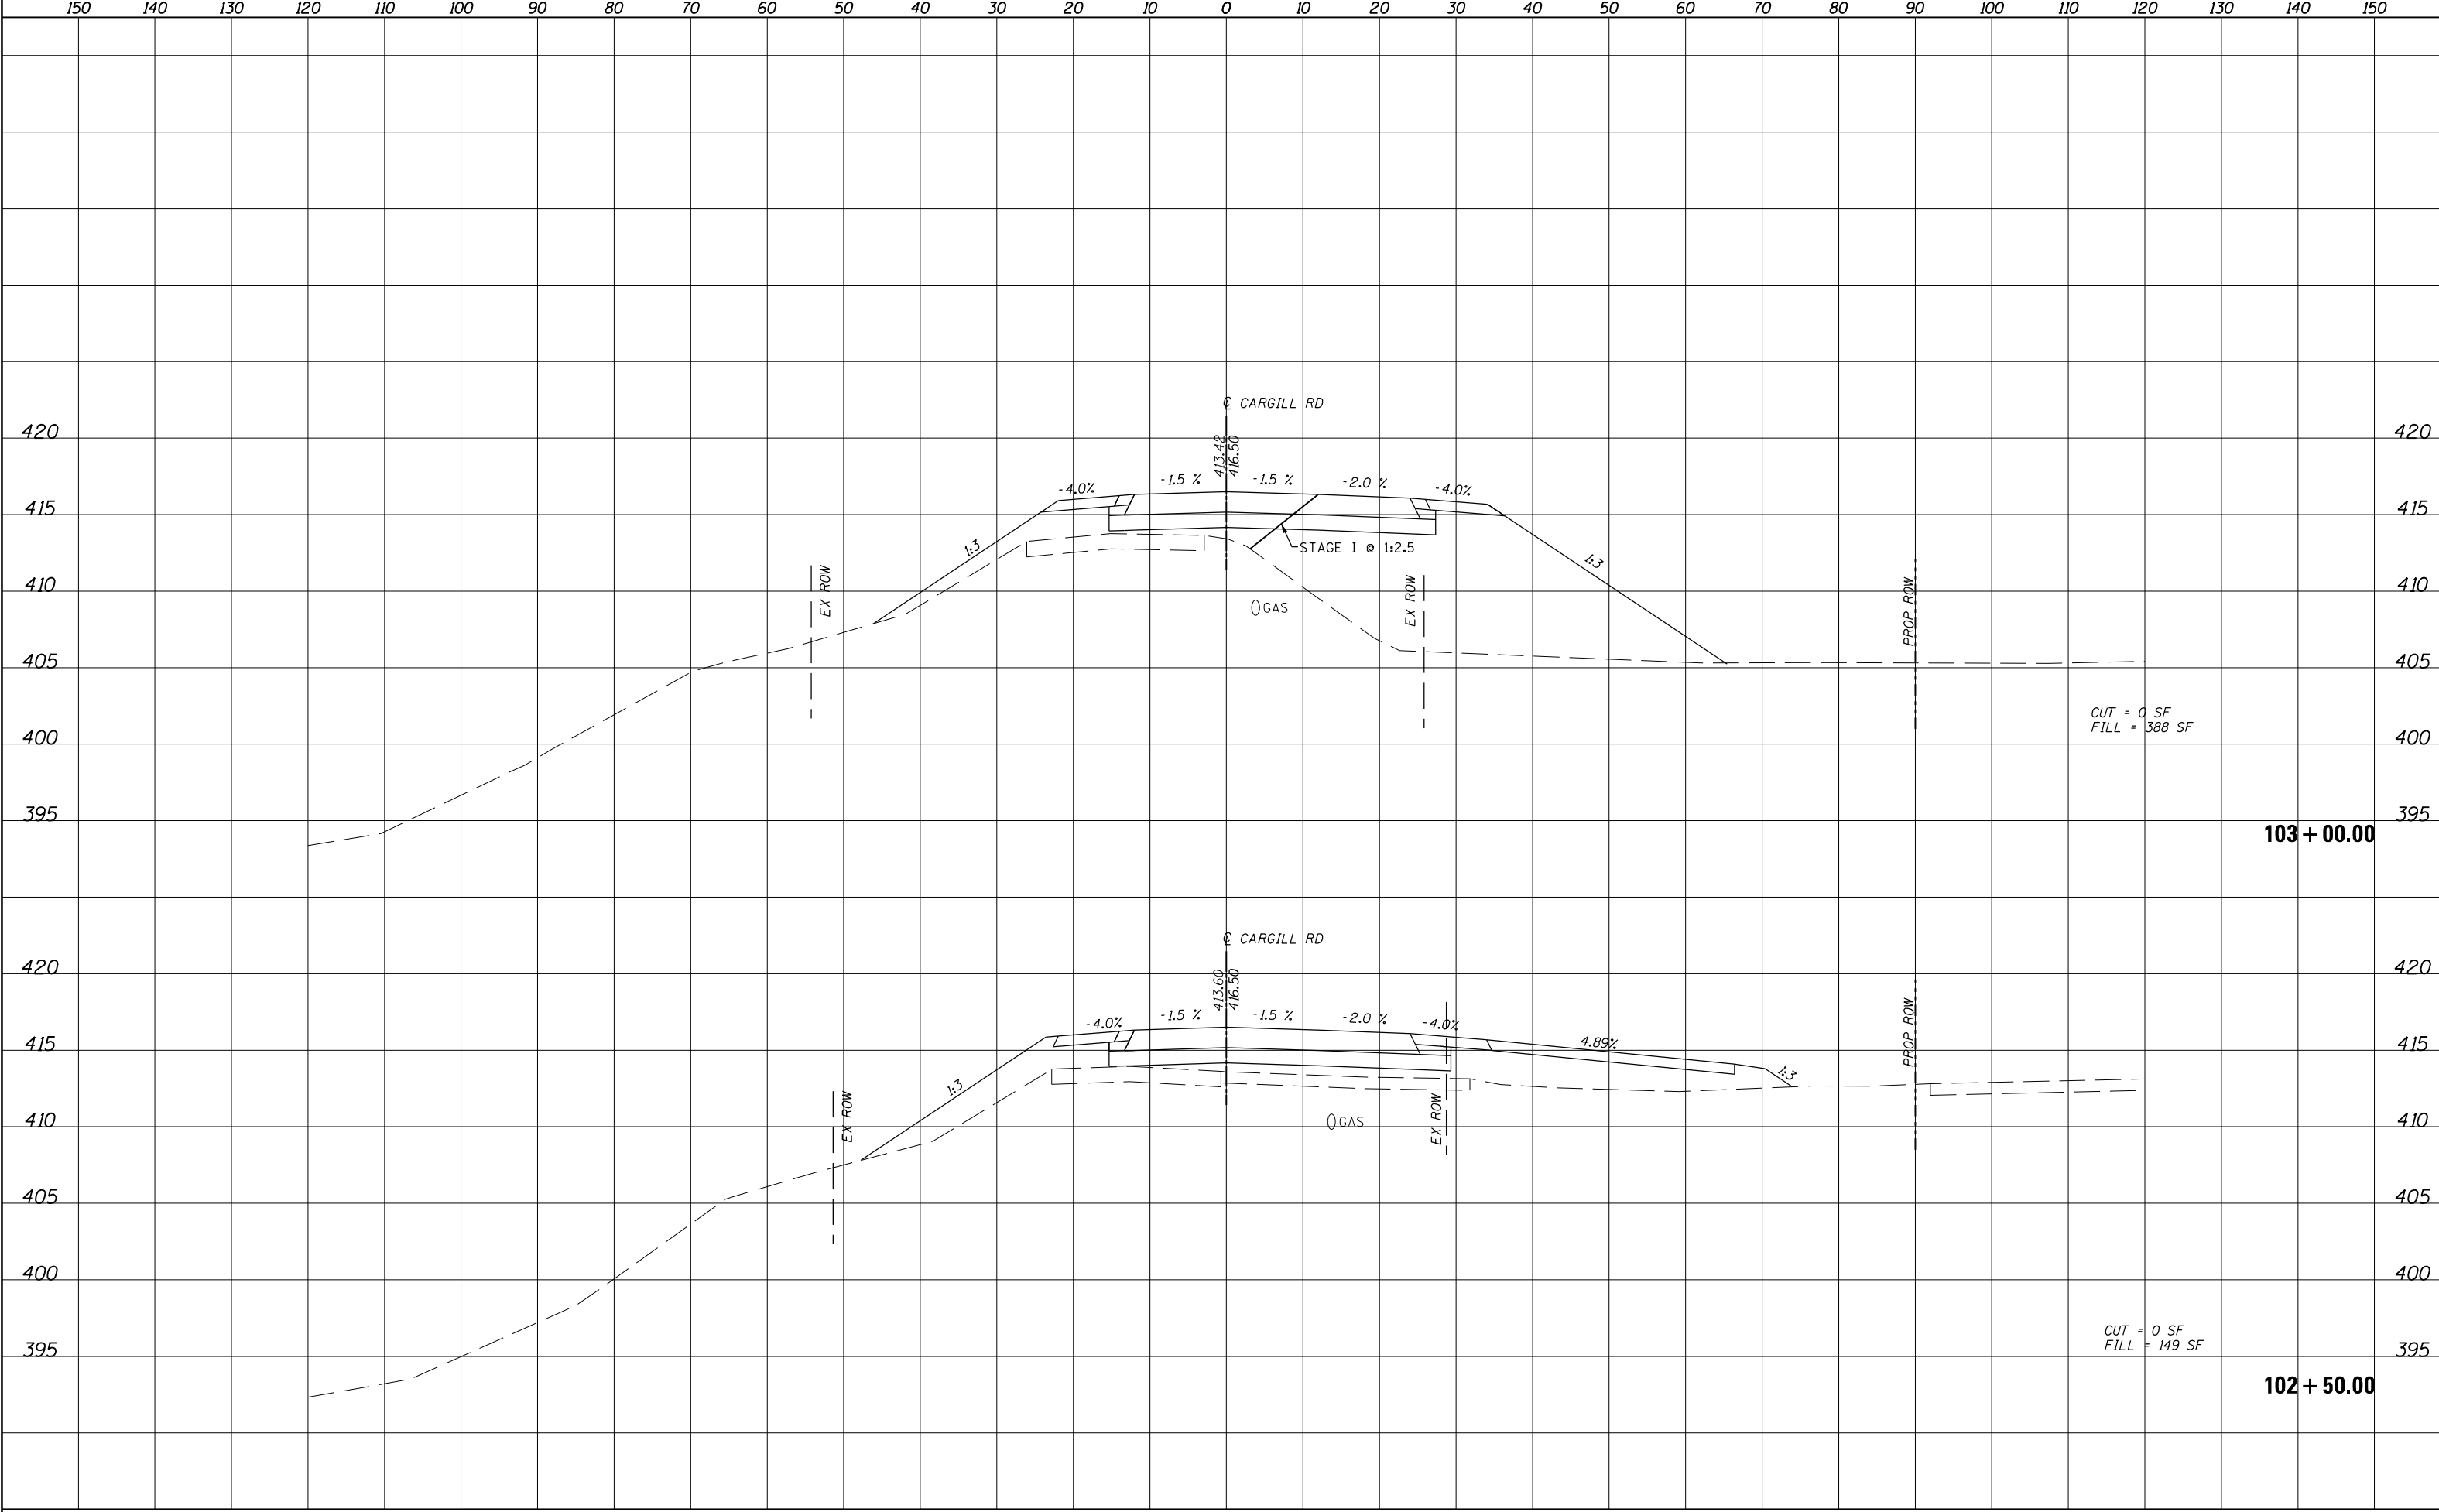 150 140 130 120 110 100 90 80 70 60 50 40 30 20 10 0 10 20 30 40 50 60 70 80 90 100 110 120 130 140 150
℄ CARGILL RD
420 413.42 416.50 420
-4.0% -1.5 % -1.5 % -2.0 % -4.0%
415 415
1:3 STAGE I @ 1:2.5 1:3
410 EX ROW EX ROW PROP ROW 410
GAS
405 405
CUT = 0 SF
FILL = 388 SF
400 400
395 395
103+00.00
℄ CARGILL RD
420 413.60 416.50 420
-4.0% -1.5 % -1.5 % -2.0 % -4.0%
415 4.89% PROP ROW 415
1:3 1:3
410 EX ROW GAS EX ROW 410
405 405
400 400
CUT = 0 SF
FILL = 149 SF
395 395
102+50.00